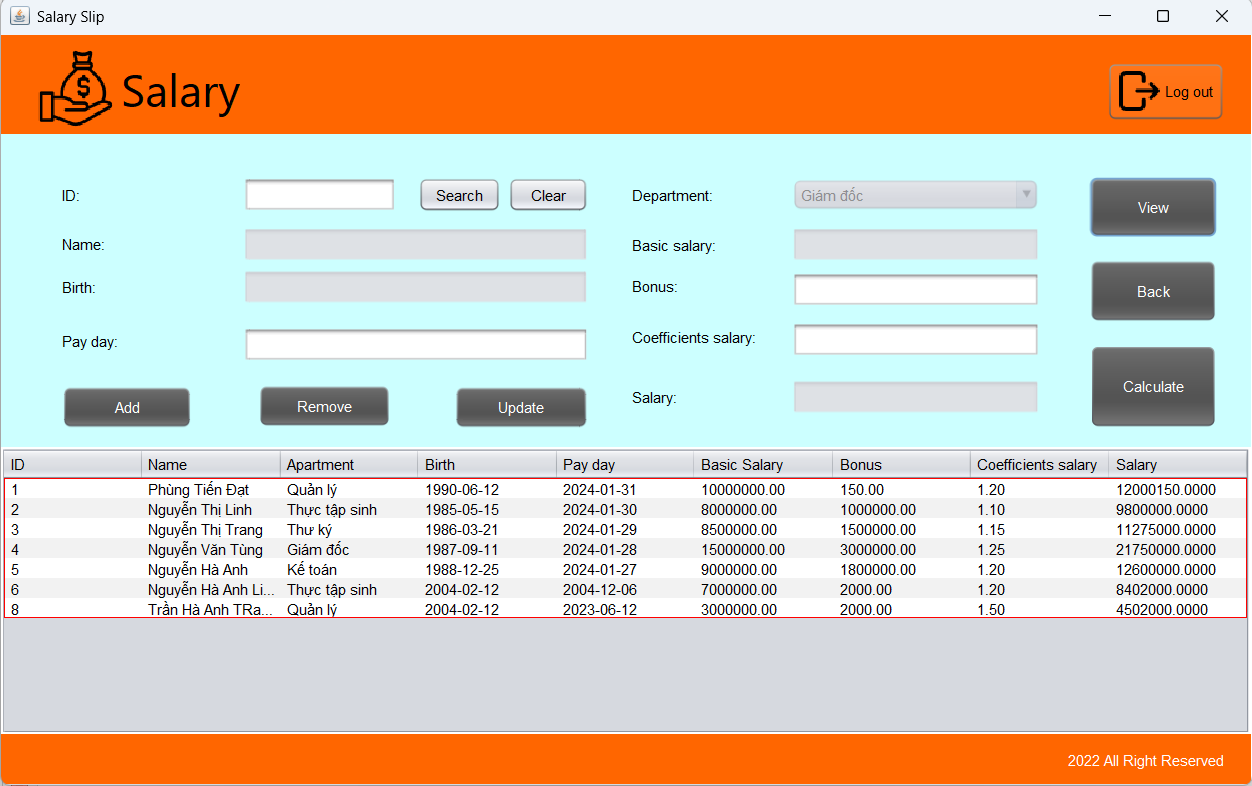 Salary Slip
Salary
Log out
ID:
Search
Clear
Department:
Giám đốc
View
Name:
Basic salary:
Birth:
Bonus:
Back
Pay day:
Coefficients salary:
Calculate
Add
Remove
Update
Salary:
ID Name Apartment Birth Pay day Basic Salary Bonus Coefficients salary Salary
1 Phùng Tiến Đạt Quản lý 1990-06-12 2024-01-31 10000000.00 150.00 1.20 12000150.0000
2 Nguyễn Thị Linh Thực tập sinh 1985-05-15 2024-01-30 8000000.00 1000000.00 1.10 9800000.0000
3 Nguyễn Thị Trang Thư ký 1986-03-21 2024-01-29 8500000.00 1500000.00 1.15 11275000.0000
4 Nguyễn Văn Tùng Giám đốc 1987-09-11 2024-01-28 15000000.00 3000000.00 1.25 21750000.0000
5 Nguyễn Hà Anh Kế toán 1988-12-25 2024-01-27 9000000.00 1800000.00 1.20 12600000.0000
6 Nguyễn Hà Anh Li... Thực tập sinh 2004-02-12 2004-12-06 7000000.00 2000.00 1.20 8402000.0000
8 Trần Hà Anh TRa... Quản lý 2004-02-12 2023-06-12 3000000.00 2000.00 1.50 4502000.0000
2022 All Right Reserved